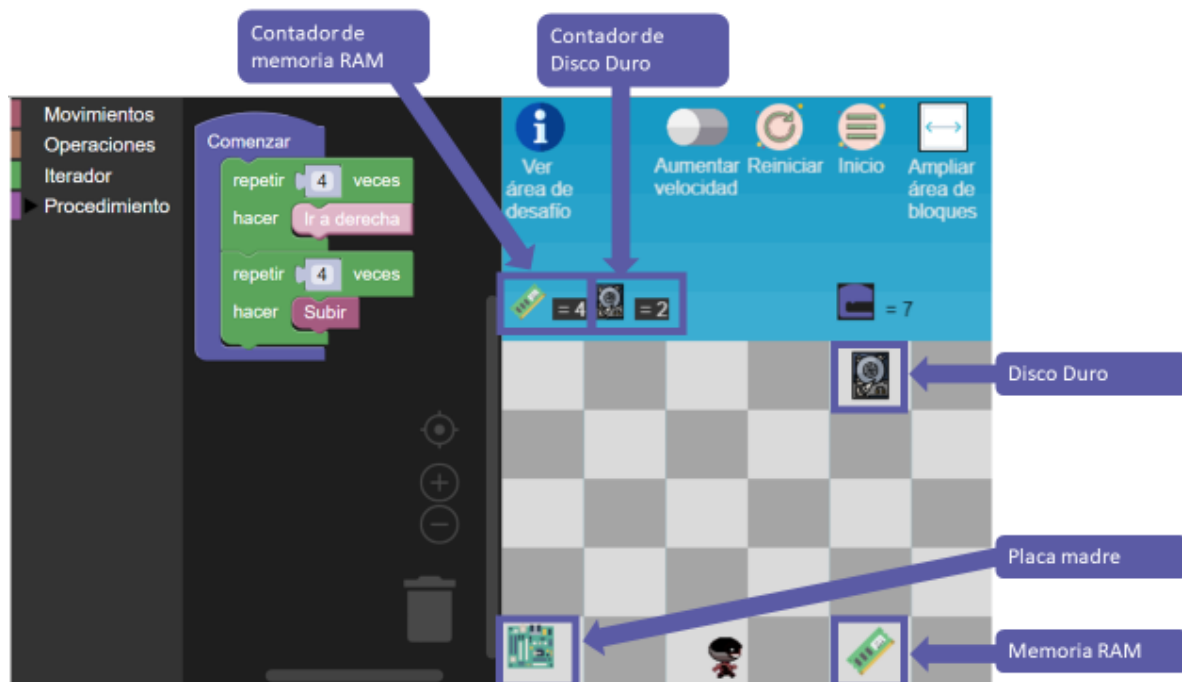 Contador de
memoria RAM
Contador de
Disco Duro
Movimientos
Operaciones
Iterador
Procedimiento
Comenzar
repetir 4 veces
hacer Ir a derecha
repetir 4 veces
hacer Subir
i
Ver
área de
desafío
Aumentar
velocidad
Reiniciar
Inicio
Ampliar
área de
bloques
= 4
= 2
= 7
Disco Duro
Placa madre
Memoria RAM